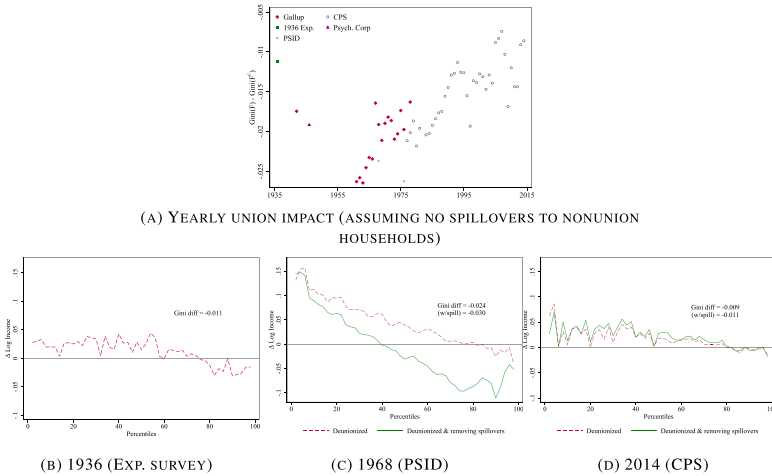 Gallup
CPS
1936 Exp.
Psych. Corp
PSID
Gini(F) - Gini(F^C)
-.005
-.01
-.015
-.02
-.025
1935 1955 1975 1995 2015
(A) YEARLY UNION IMPACT (ASSUMING NO SPILLOVERS TO NONUNION
HOUSEHOLDS)
Δ Log Income
.15
.1
.05
0
-.05
-.1
Gini diff = -0.011
0 20 40 60 80 100
Percentiles
(B) 1936 (EXP. SURVEY)
Δ Log Income
.15
.1
.05
0
-.05
-.1
Gini diff = -0.024
(w/spill) = -0.030
0 20 40 60 80 100
Percentiles
Deunionized Deunionized & removing spillovers
(C) 1968 (PSID)
Δ Log Income
.15
.1
.05
0
-.05
-.1
Gini diff = -0.009
(w/spill) = -0.011
0 20 40 60 80 100
Percentiles
Deunionized Deunionized & removing spillovers
(D) 2014 (CPS)